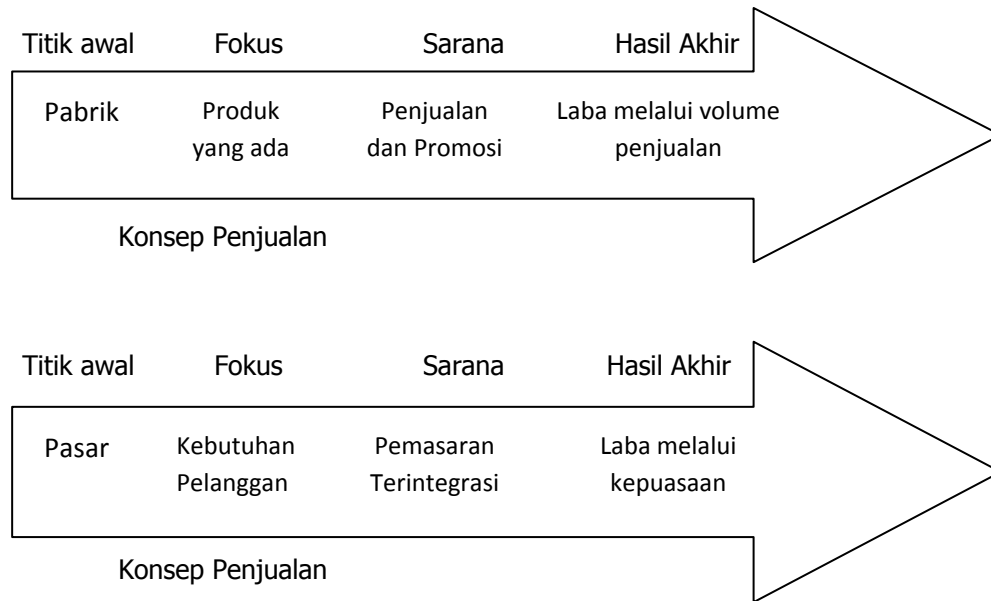 Titik awal Fokus Sarana Hasil Akhir
Pabrik Produk Penjualan Laba melalui volume
yang ada dan Promosi penjualan
Konsep Penjualan
Titik awal Fokus Sarana Hasil Akhir
Pasar Kebutuhan Pemasaran Laba melalui
Pelanggan Terintegrasi kepuasaan
Konsep Penjualan